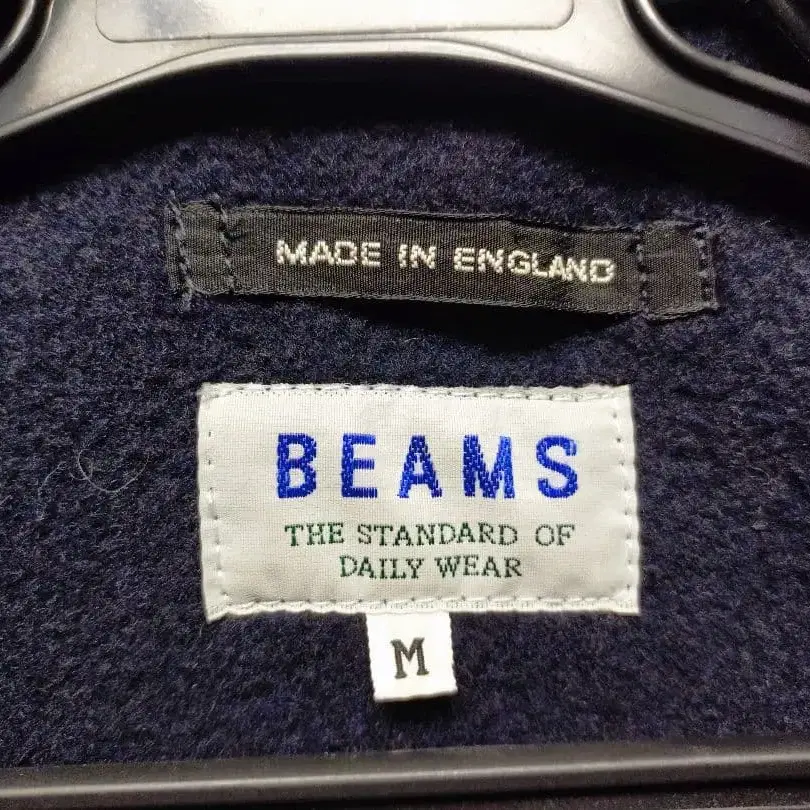 MADE IN ENGLAND
BEAMS
THE STANDARD OF
DAILY WEAR
M